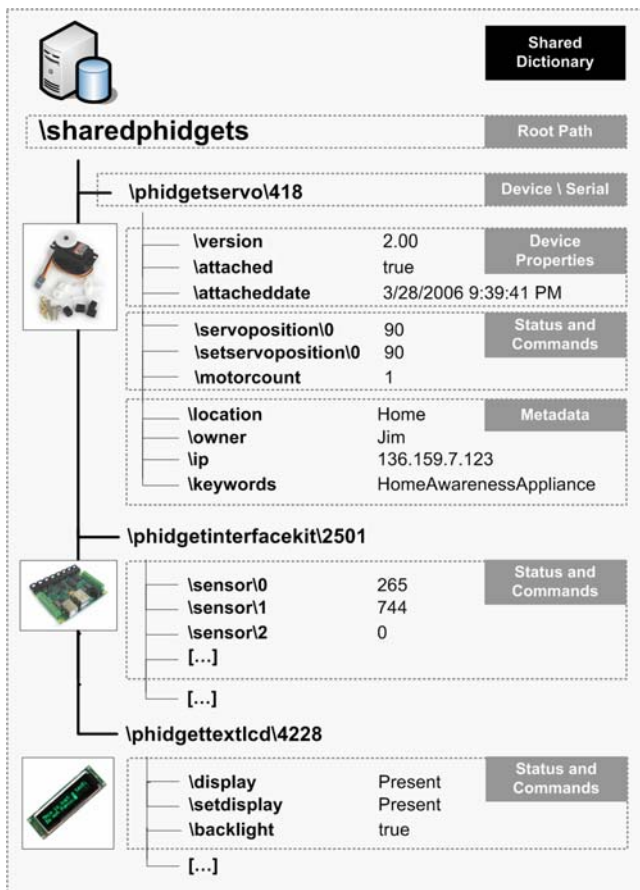 Shared
Dictionary
\sharedphidgets
Root Path
\phidgetservo\418
Device \ Serial
\version 2.00
Device
Properties
\attached true
\attacheddate 3/28/2006 9:39:41 PM
\servoposition\0 90
Status and
Commands
\setservoposition\0 90
\motorcount 1
\location Home
Metadata
\owner Jim
\ip 136.159.7.123
\keywords HomeAwarenessAppliance
\phidgetinterfacekit\2501
Status and
Commands
\sensor\0 265
\sensor\1 744
\sensor\2 0
[...]
[...]
\phidgettextlcd\4228
Status and
Commands
\display Present
\setdisplay Present
\backlight true
[...]